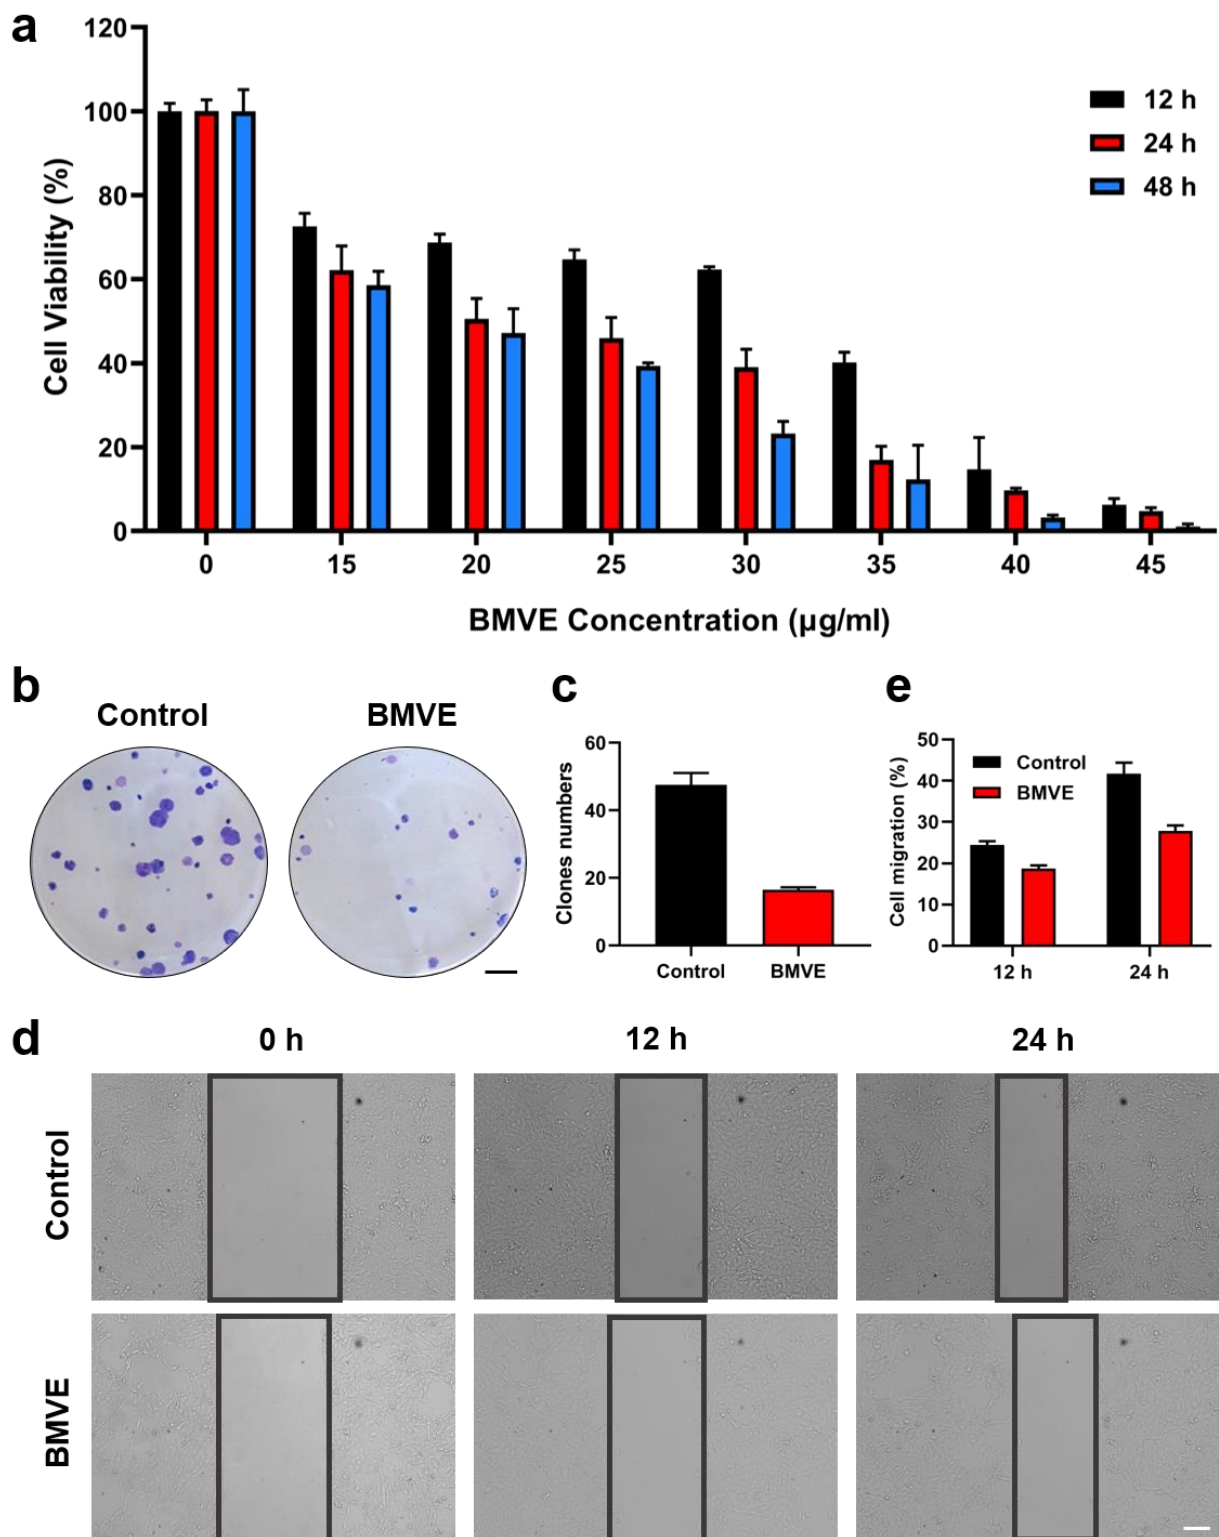 a
120
100
80
60
40
20
0
Cell Viability (%)
12 h
24 h
48 h
0 15 20 25 30 35 40 45
BMVE Concentration (μg/ml)
b
Control BMVE
c
60
40
20
0
Clones numbers
Control BMVE
e
50
40
30
20
10
0
Cell migration (%)
Control
BMVE
12 h 24 h
d
0 h 12 h 24 h
Control
BMVE